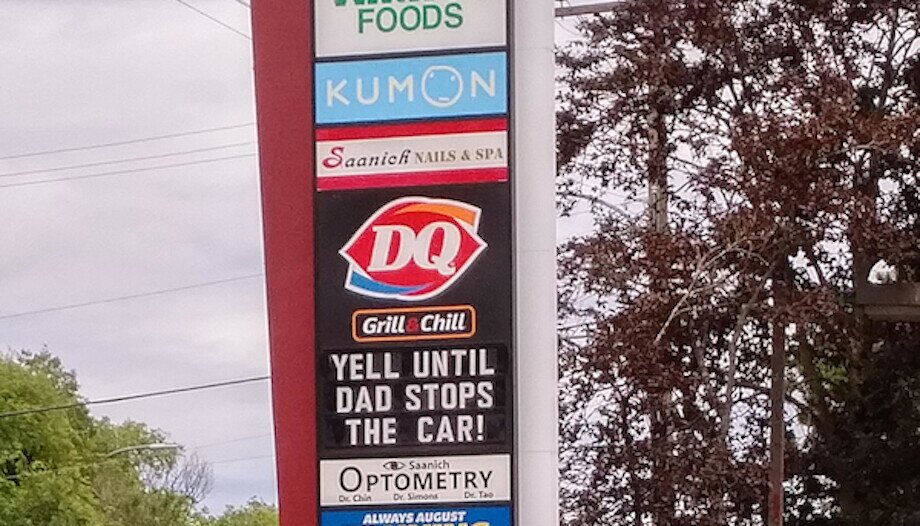 FOODS
KUMON
Saanich NAILS & SPA
DQ
Grill & Chill
YELL UNTIL
DAD STOPS
THE CAR!
Saanich
OPTOMETRY
Dr. Chin Dr. Simons Dr. Tao
ALWAYS AUGUST